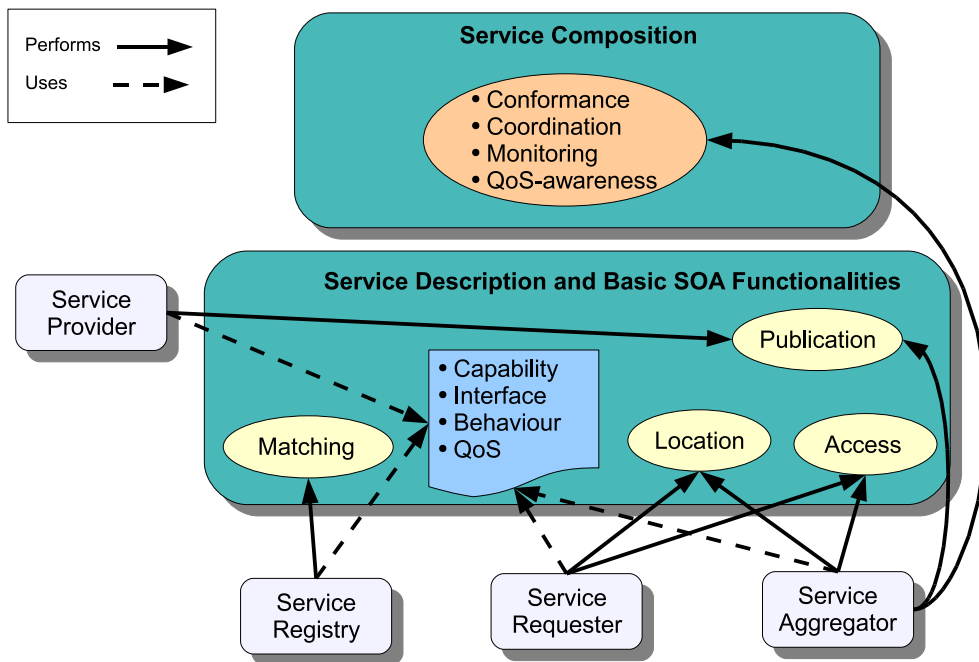 Performs
Uses
Service Composition
• Conformance
• Coordination
• Monitoring
• QoS-awareness
Service Description and Basic SOA Functionalities
Service
Provider
Publication
• Capability
• Interface
• Behaviour
• QoS
Matching
Location
Access
Service
Registry
Service
Requester
Service
Aggregator